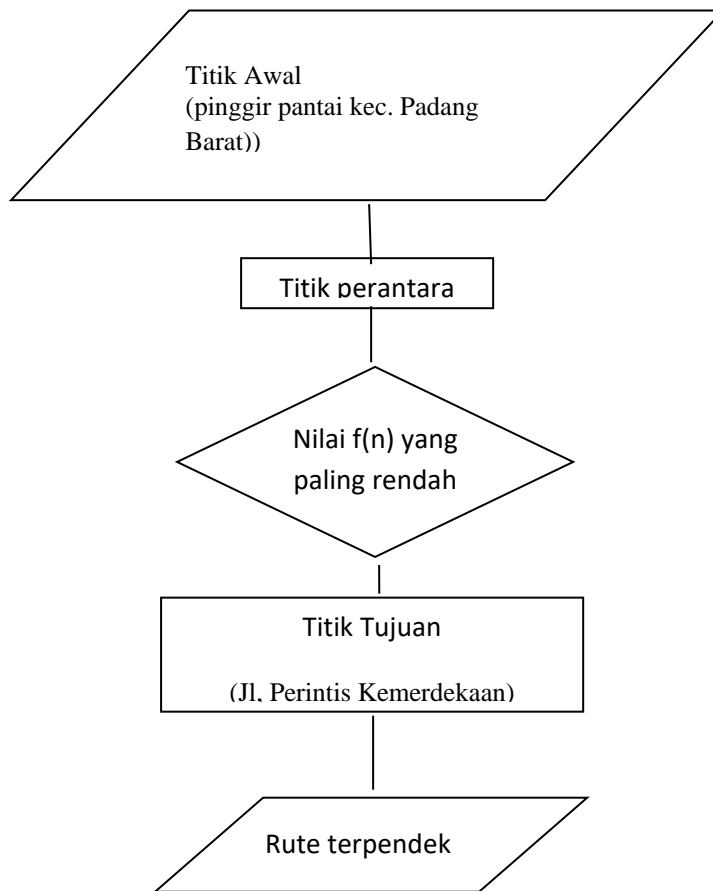 Titik Awal
(pinggir pantai kec. Padang
Barat))
Titik perantara
Nilai f(n) yang
paling rendah
Titik Tujuan
(Jl, Perintis Kemerdekaan)
Rute terpendek